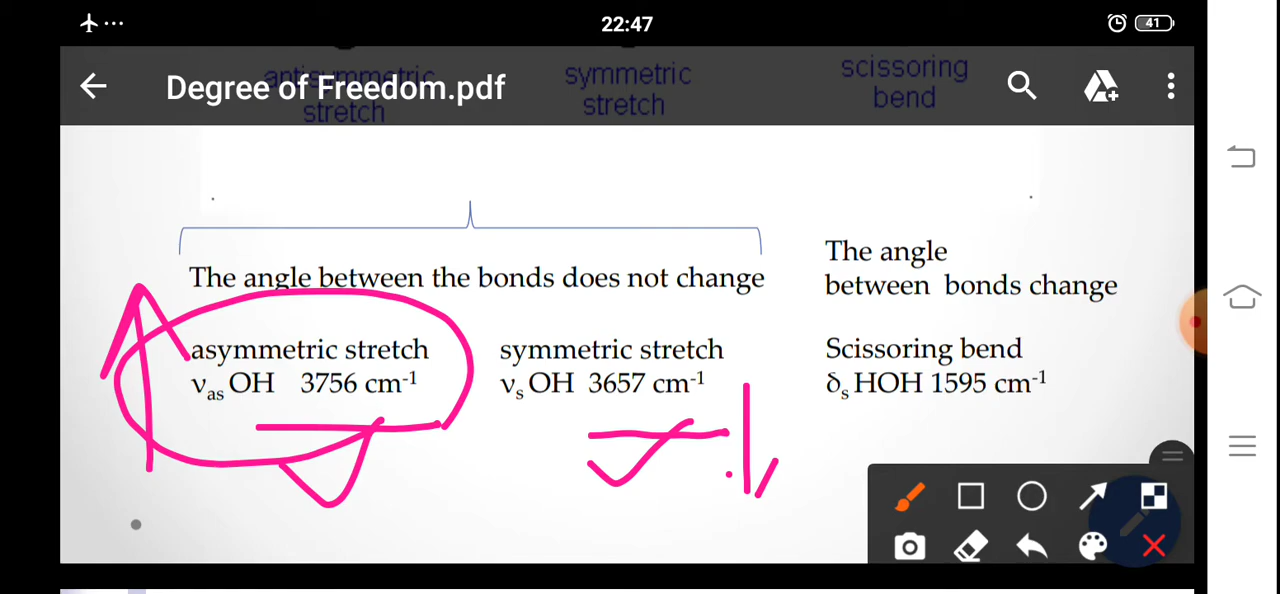 22:47
41
antisymmetric stretch
symmetric stretch
scissoring bend
Degree of Freedom.pdf
The angle between the bonds does not change
The angle
between bonds change
asymmetric stretch
νas OH 3756 cm-1
symmetric stretch
νs OH 3657 cm-1
Scissoring bend
δs HOH 1595 cm-1